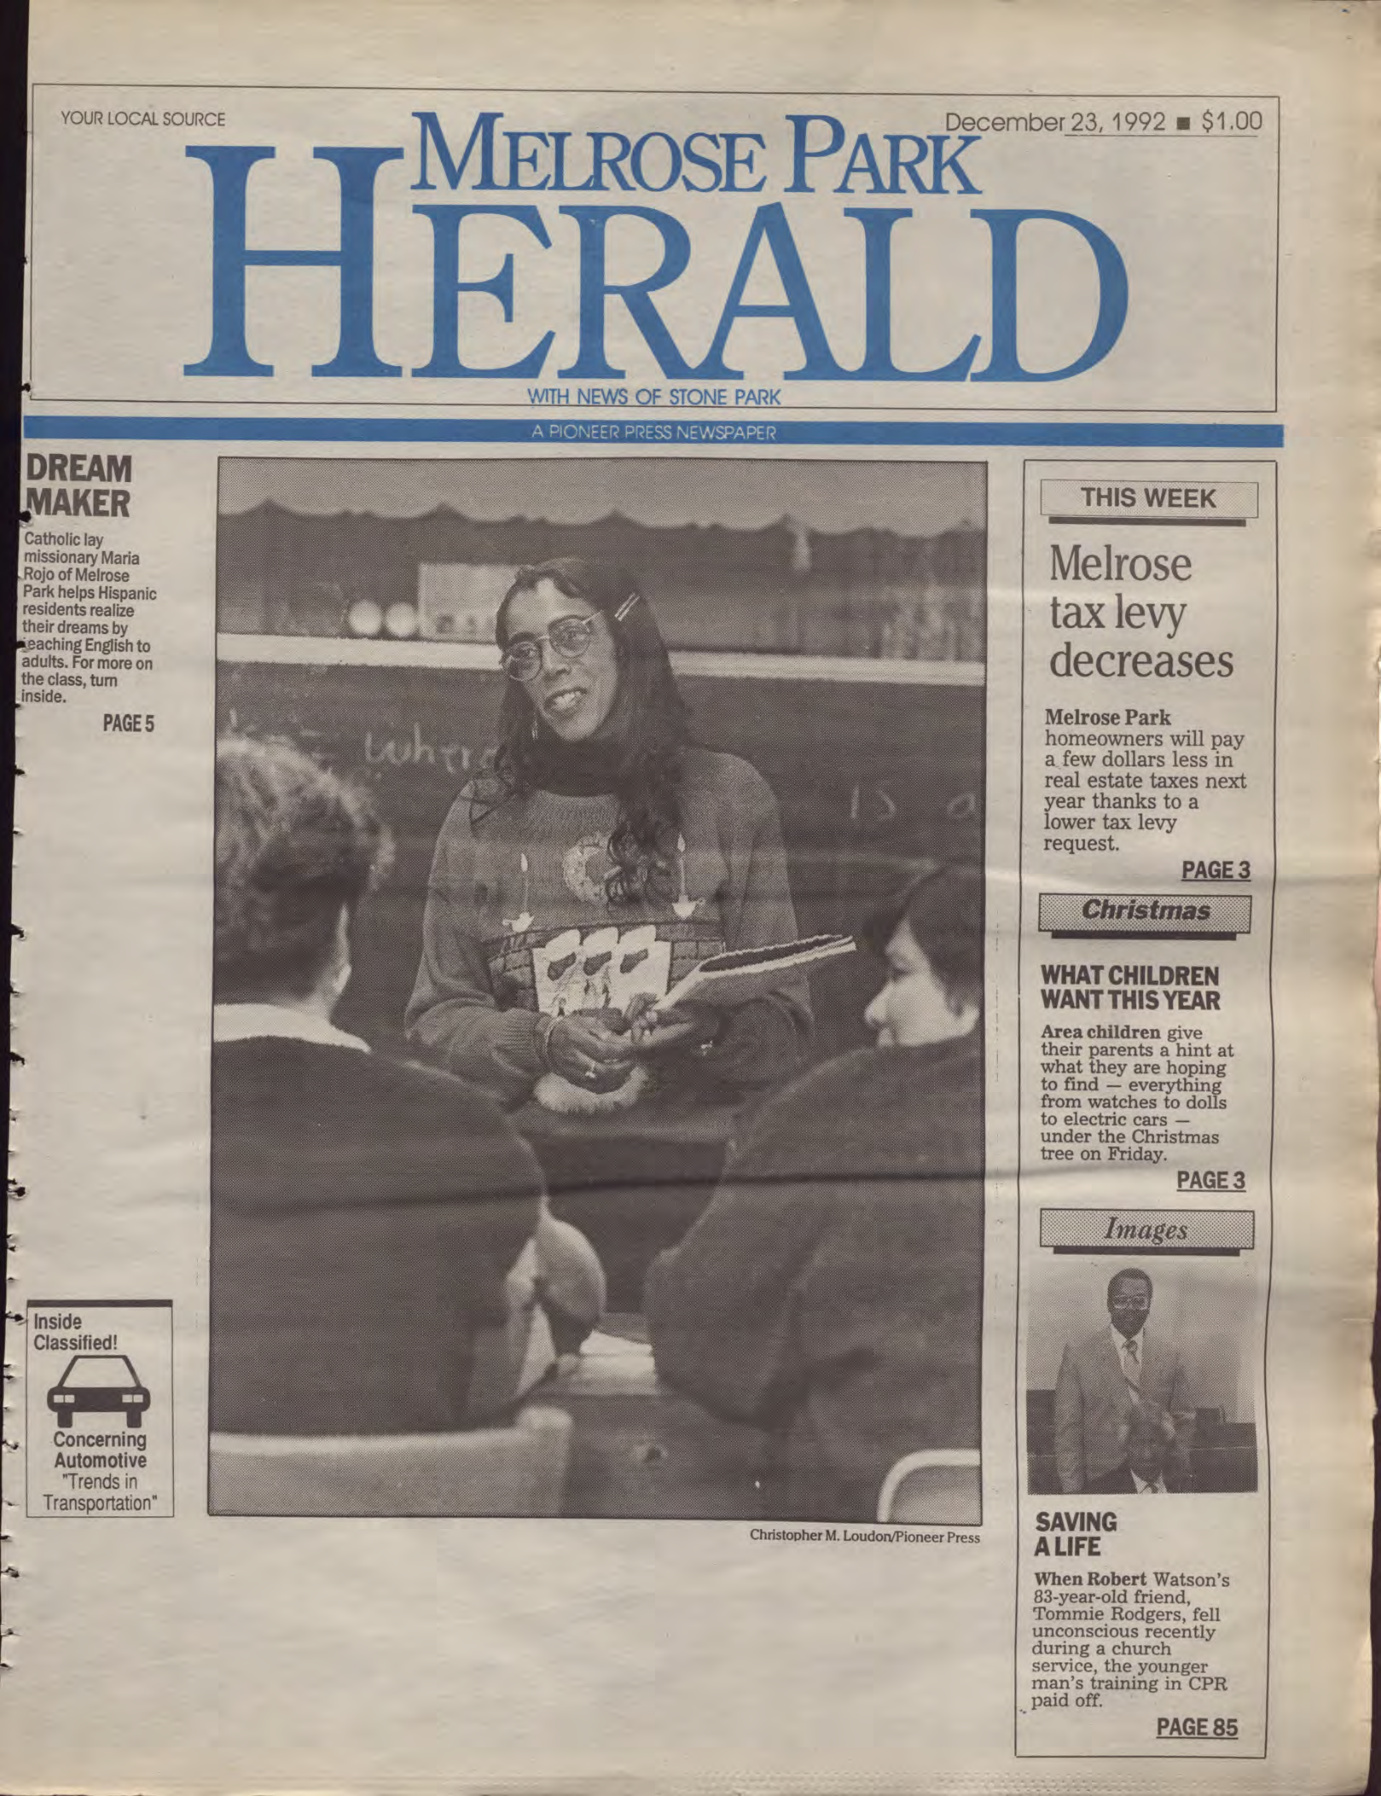 YOUR LOCAL SOURCE
December 23, 1992 ■ $1.00
MELROSE PARK
HERALD
WITH NEWS OF STONE PARK
A PIONEER PRESS NEWSPAPER
DREAM
MAKER
Catholic lay
missionary Maria
Rojo of Melrose
Park helps Hispanic
residents realize
their dreams by
teaching English to
adults. For more on
the class, turn
inside.
PAGE 5
Inside
Classified!
Concerning
Automotive
"Trends in
Transportation"
Is a
Christopher M. Loudon/Pioneer Press
THIS WEEK
Melrose
tax levy
decreases
Melrose Park
homeowners will pay
a few dollars less in
real estate taxes next
year thanks to a
lower tax levy
request.
PAGE 3
Christmas
WHAT CHILDREN
WANT THIS YEAR
Area children give
their parents a hint at
what they are hoping
to find — everything
from watches to dolls
to electric cars —
under the Christmas
tree on Friday.
PAGE 3
Images
SAVING
A LIFE
When Robert Watson's
83-year-old friend,
Tommie Rodgers, fell
unconscious recently
during a church
service, the younger
man's training in CPR
paid off.
PAGE 85